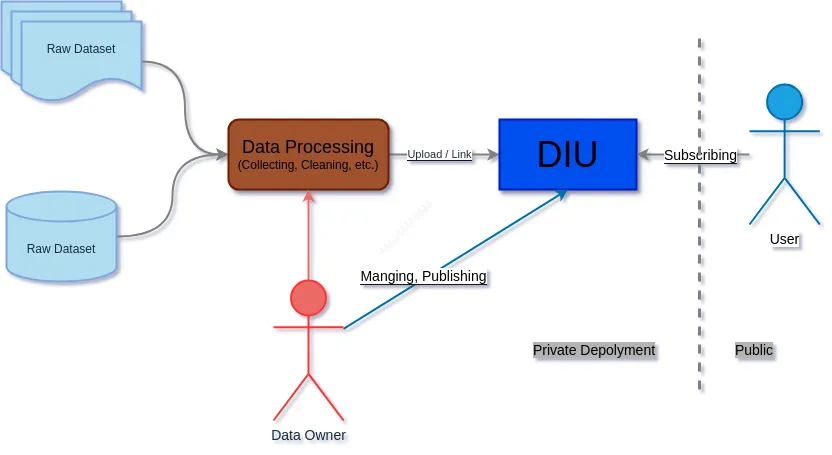 Raw Dataset
Raw Dataset
Data Processing
(Collecting, Cleaning, etc.)
Upload / Link
DIU
Subscribing
User
Manging, Publishing
Private Depolyment
Public
Data Owner